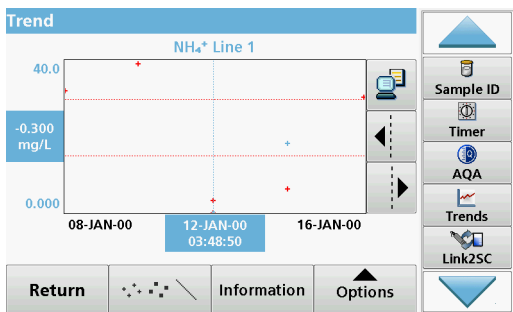 Trend
NH₄⁺ Line 1
40.0
-0.300
mg/L
0.000
08-JAN-00
12-JAN-00
03:48:50
16-JAN-00
Return
Information
Options
Sample ID
Timer
AQA
Trends
Link2SC